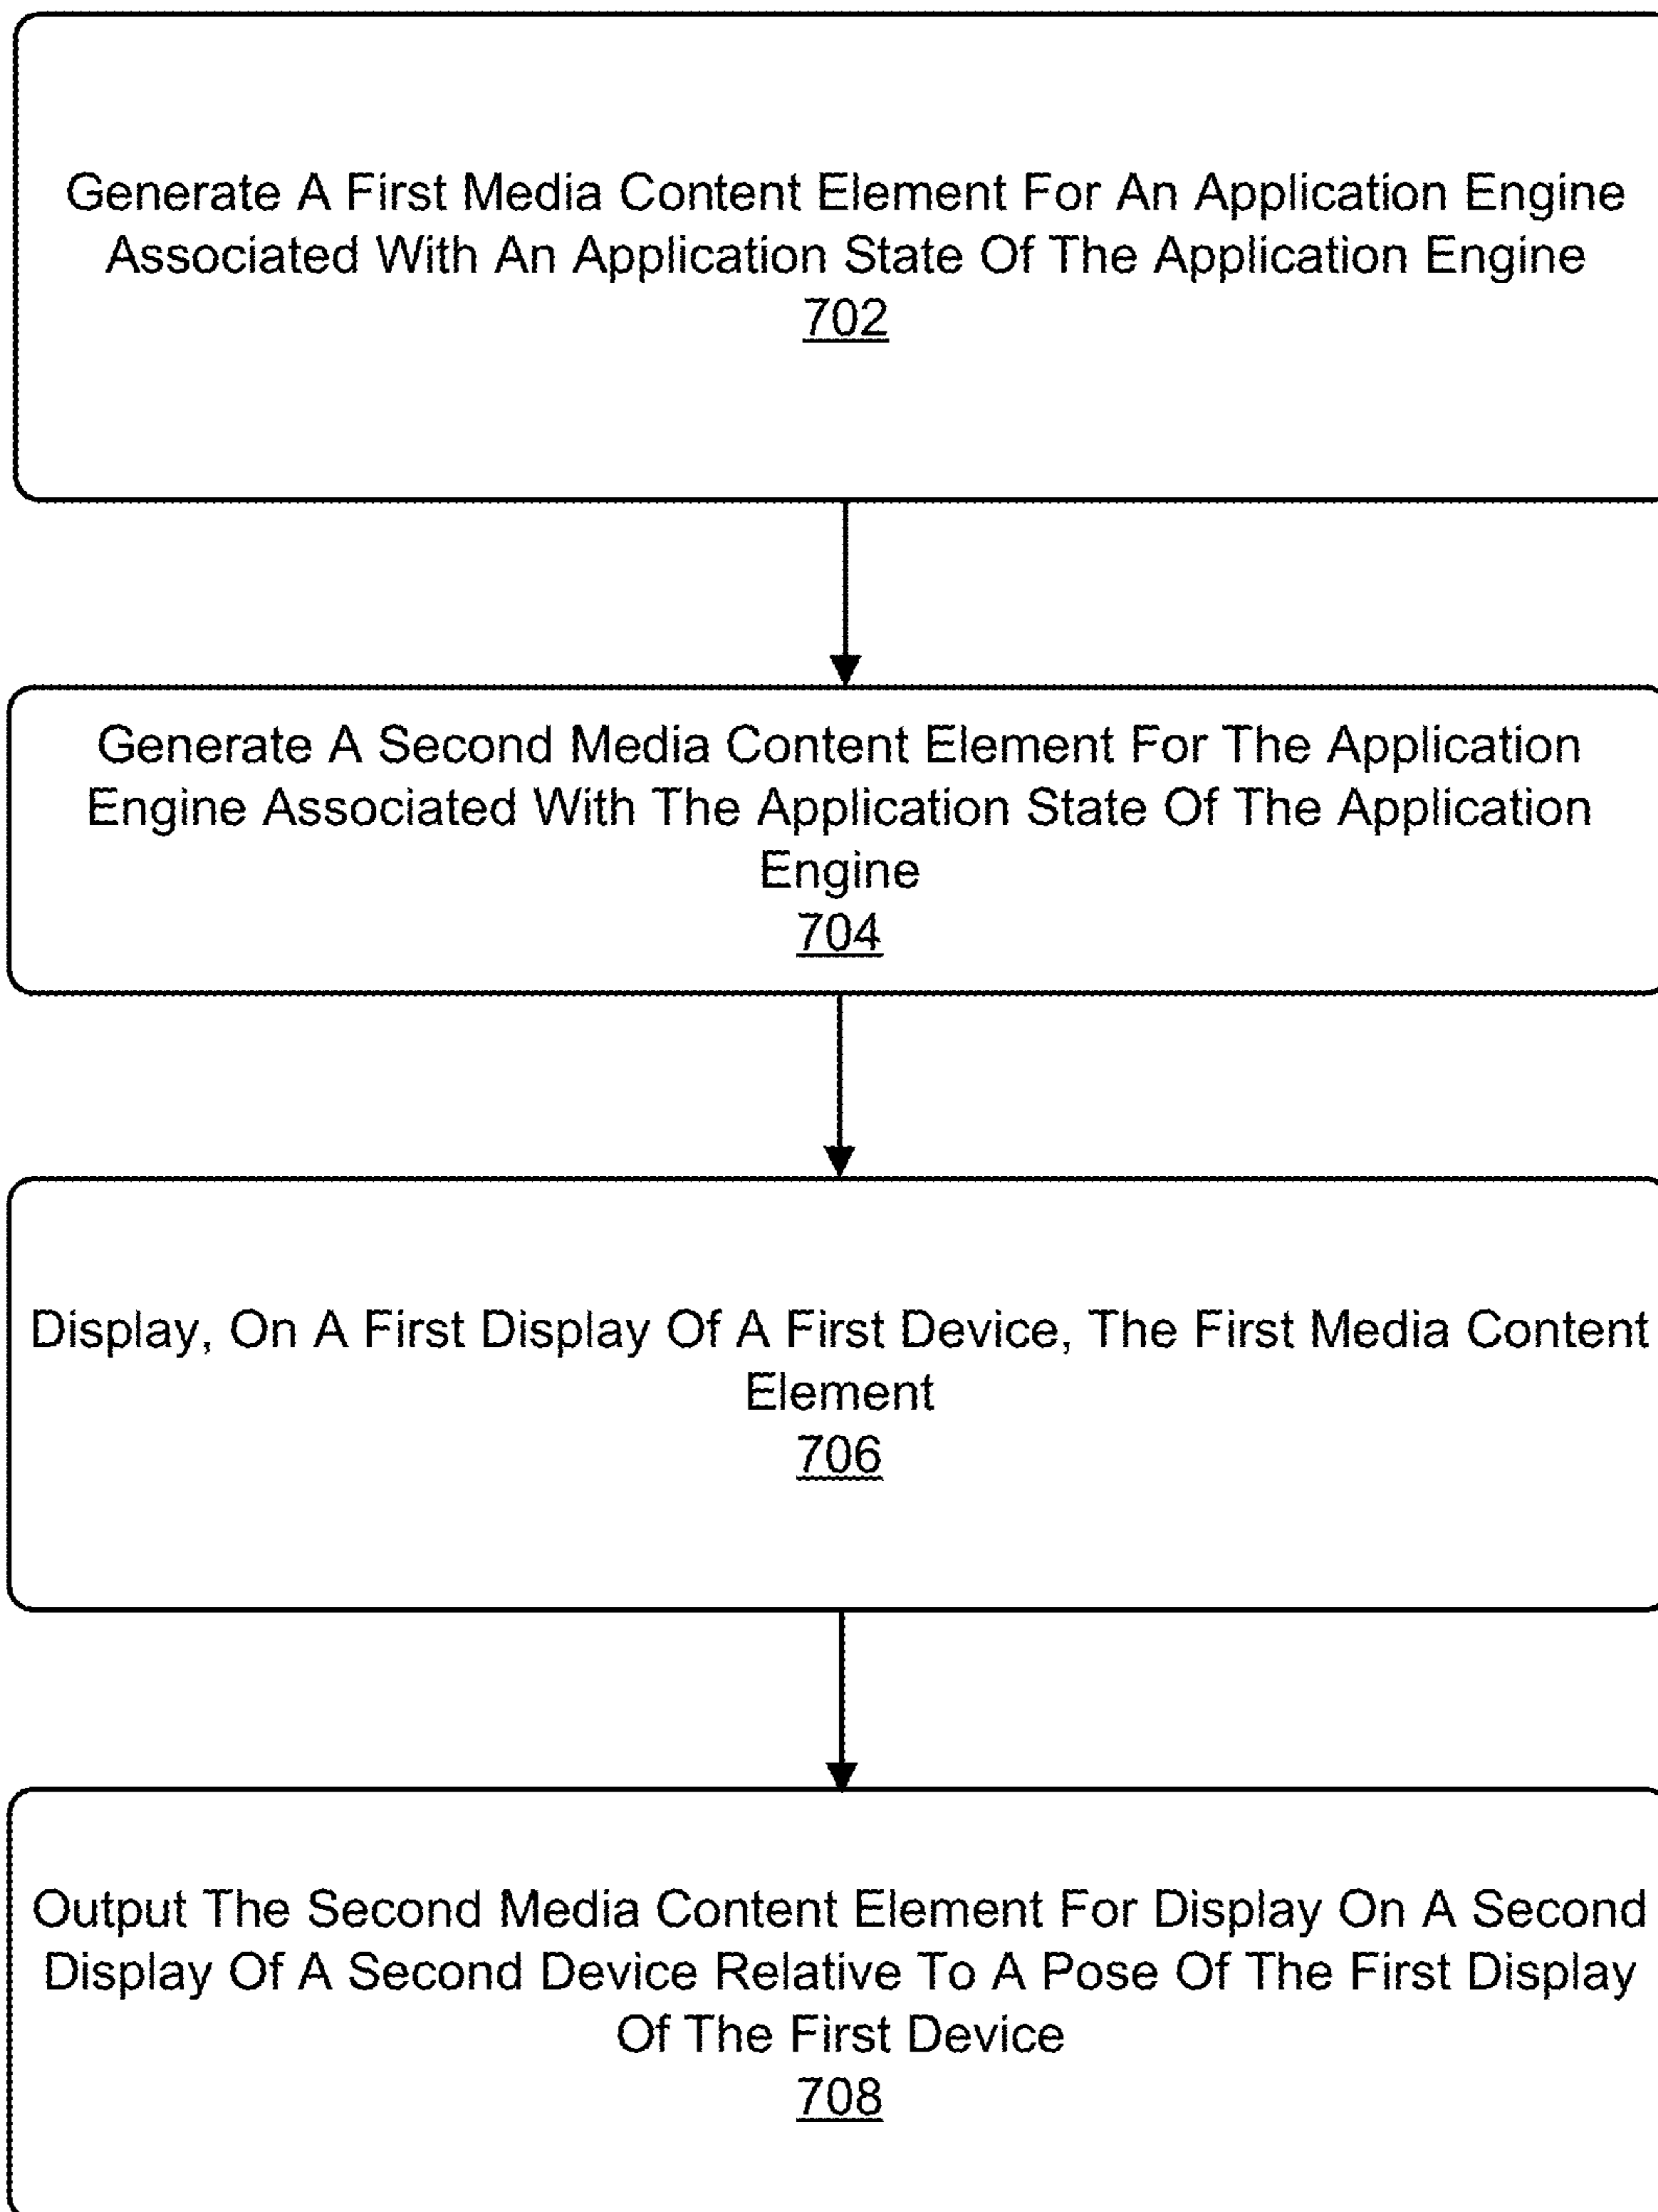 Generate A First Media Content Element For An Application Engine
Associated With An Application State Of The Application Engine
702
Generate A Second Media Content Element For The Application
Engine Associated With The Application State Of The Application
Engine
704
Display, On A First Display Of A First Device, The First Media Content
Element
706
Output The Second Media Content Element For Display On A Second
Display Of A Second Device Relative To A Pose Of The First Display
Of The First Device
708